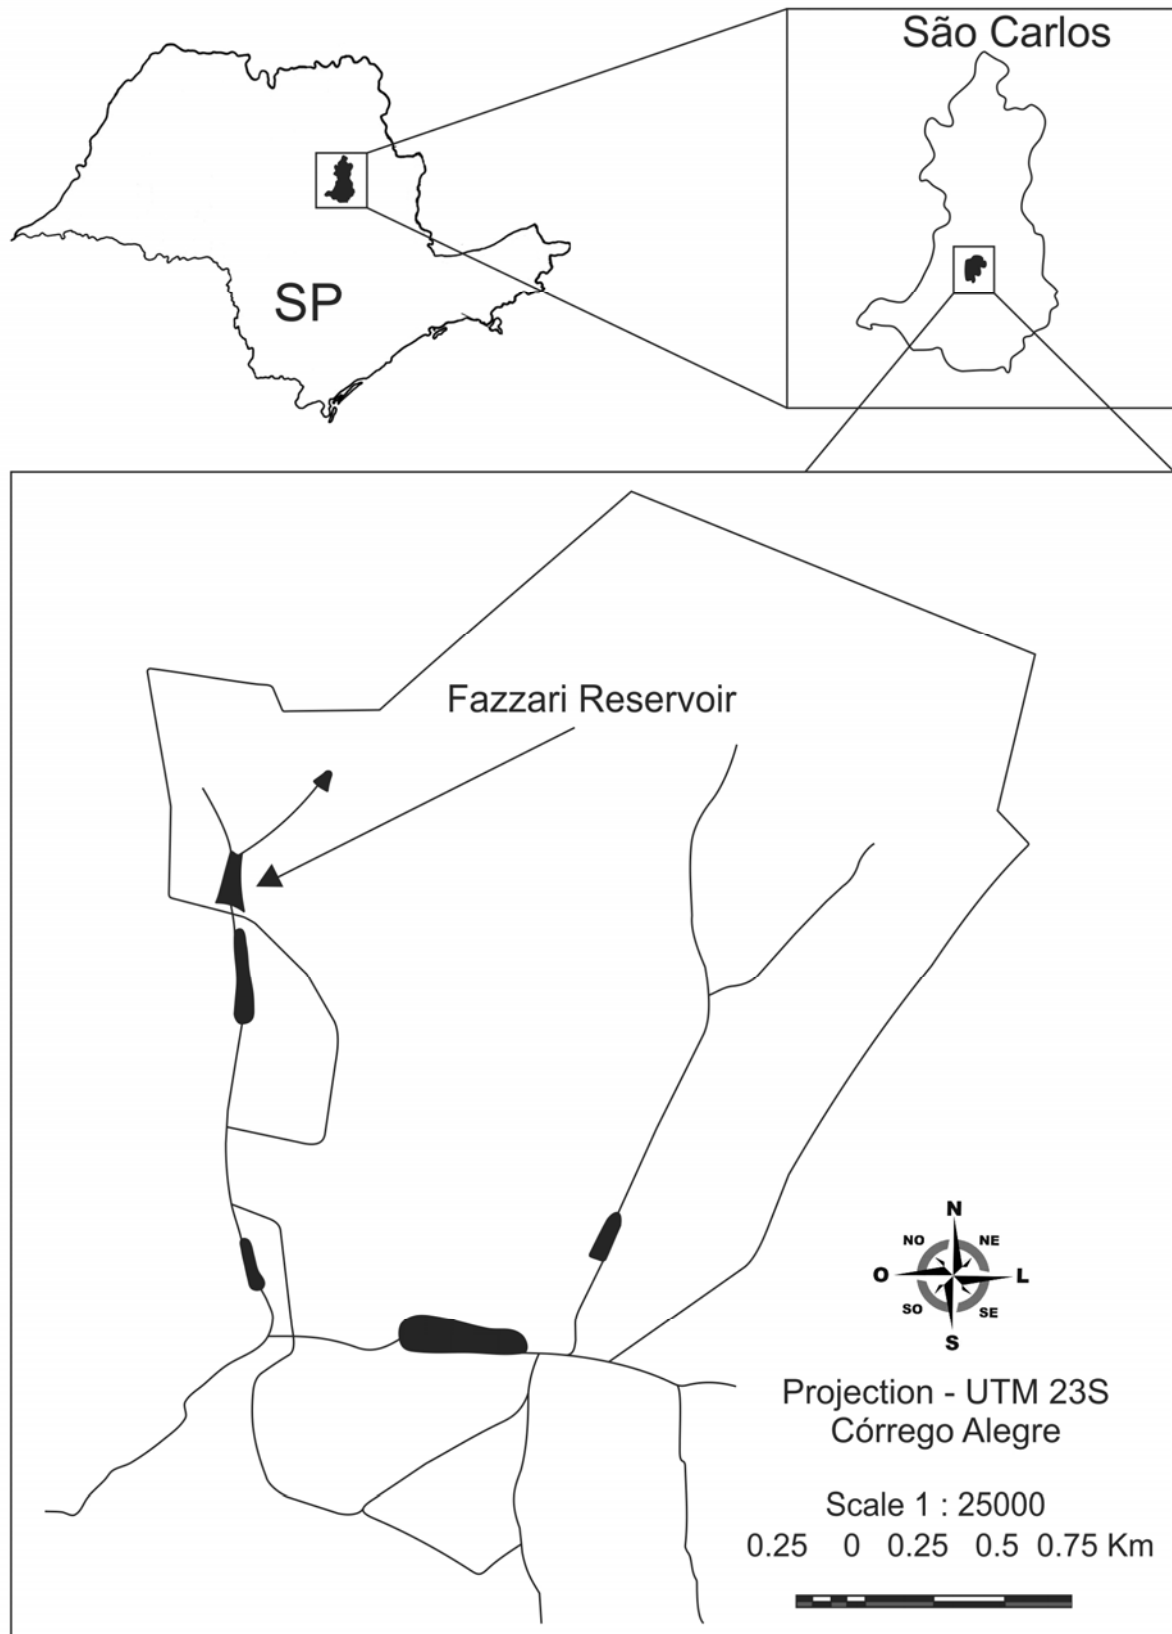 São Carlos
SP
Fazzari Reservoir
N
NO NE
O L
SO SE
S
Projection - UTM 23S
Córrego Alegre
Scale 1 : 25000
0.25 0 0.25 0.5 0.75 Km